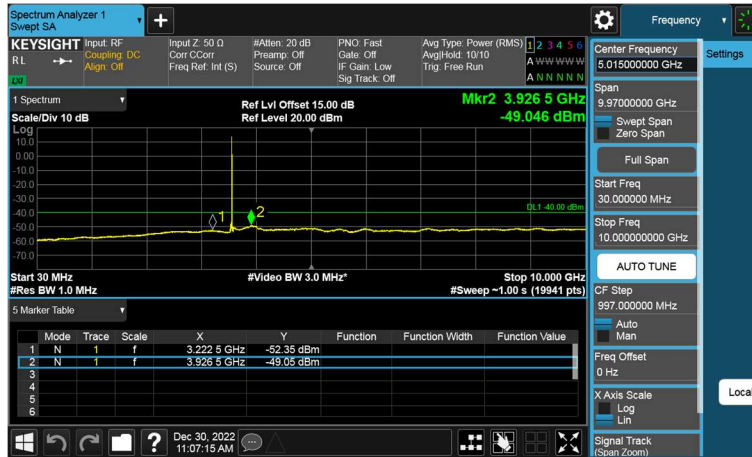 Spectrum Analyzer 1
Swept SA
Frequency
KEYSIGHT
RL
LXI
Input: RF
Coupling: DC
Align: Off
Input Z: 50 Ω
Corr CCorr
Freq Ref: Int (S)
#Atten: 20 dB
Preamp: Off
Source: Off
PNO: Fast
Gate: Off
IF Gain: Low
Sig Track: Off
Avg Type: Power (RMS)
Avg|Hold: 10/10
Trig: Free Run
1 2 3 4 5 6
A W W W W W
A N N N N N
1 Spectrum
Scale/Div 10 dB
Ref Lvl Offset 15.00 dB
Ref Level 20.00 dBm
Mkr2 3.926 5 GHz
-49.046 dBm
Log
10.0
0.00
-10.0
-20.0
-30.0
-40.0
-50.0
-60.0
-70.0
1
2
DL1 -40.00 dBm
Start 30 MHz
#Video BW 3.0 MHz*
Stop 10.000 GHz
#Res BW 1.0 MHz
#Sweep ~1.00 s (19941 pts)
5 Marker Table
Mode Trace Scale X Y Function Function Width Function Value
1 N 1 f 3.222 5 GHz -52.35 dBm
2 N 1 f 3.926 5 GHz -49.05 dBm
3
4
5
6
Center Frequency
5.015000000 GHz
Settings
Span
9.97000000 GHz
Swept Span
Zero Span
Full Span
Start Freq
30.000000 MHz
Stop Freq
10.000000000 GHz
AUTO TUNE
CF Step
997.000000 MHz
Auto
Man
Freq Offset
0 Hz
X Axis Scale
Log
Lin
Local
Signal Track
(Span Zoom)
?
Dec 30, 2022
11:07:15 AM